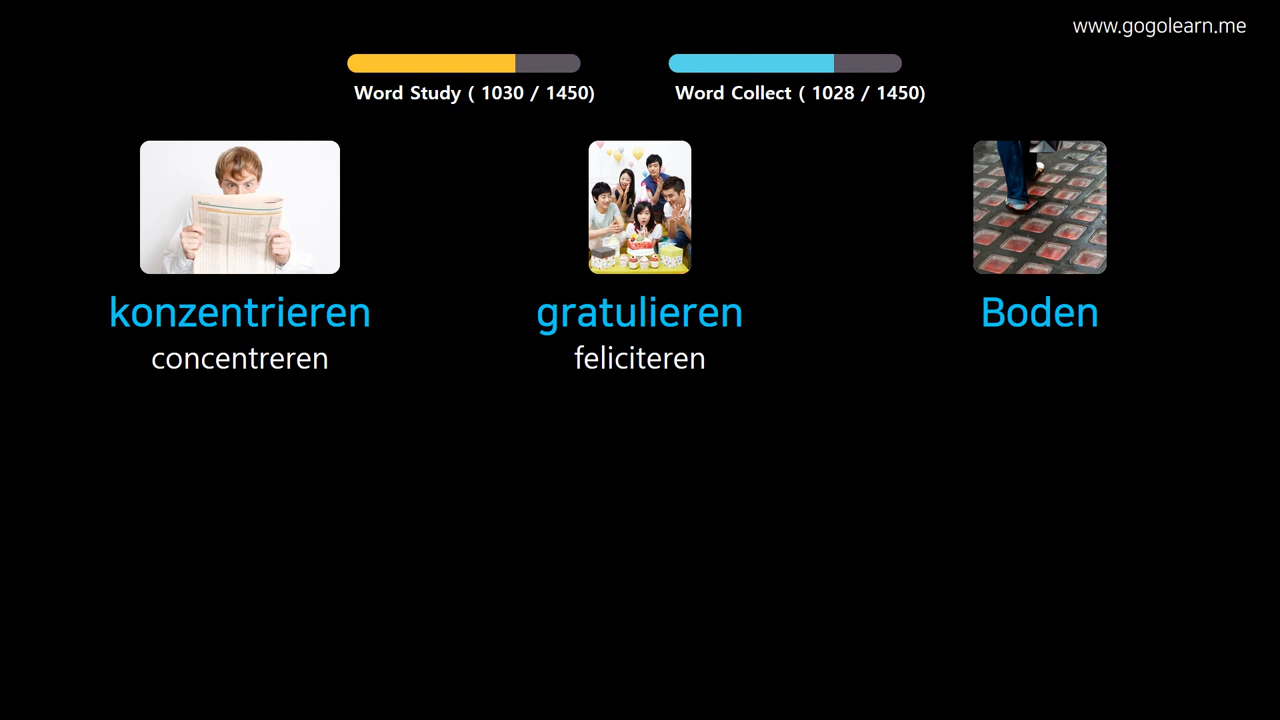 www.gogolearn.me
Word Study ( 1030 / 1450)
Word Collect ( 1028 / 1450)
konzentrieren
concentreren
gratulieren
feliciteren
Boden